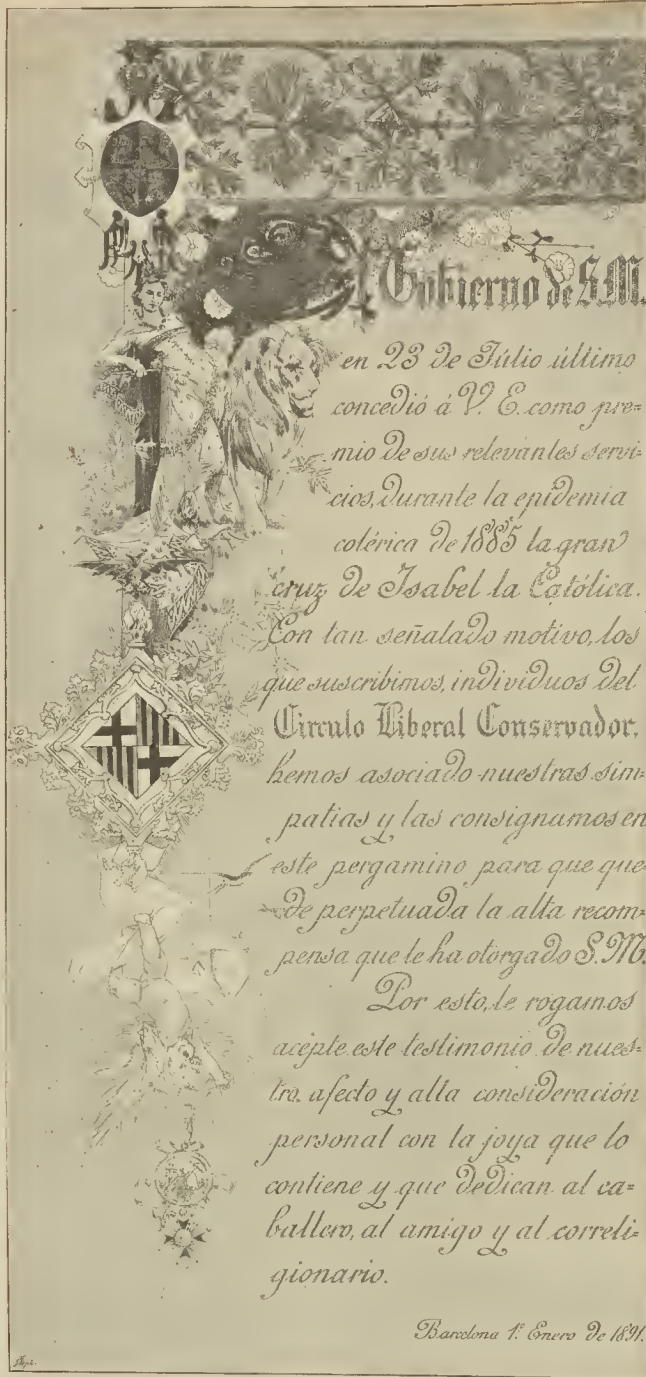 El Gobierno de S.M.
en 23 de Júlio último
concedió á V. E. como pre=
mio de sus relevantes servi=
cios, durante la epidemia
colérica de 1885 la gran
cruz de Isabel la Católica.
Con tan señalado motivo, los
que suscribimos, individuos del
Circulo Liberal Conservador,
hemos asociado nuestras sim=
patias y las consignamos en
este pergamino para que que=
de perpetuada la alta recom=
pensa que le ha otorgado S.M.
Por esto, le rogamos
acépte este testimonio de nues=
tro afecto y alta consideración
personal con la joya que lo
contiene y que dedican al ca=
ballero, al amigo y al correli=
gionario.
Barcelona 1º Enero de 1891.